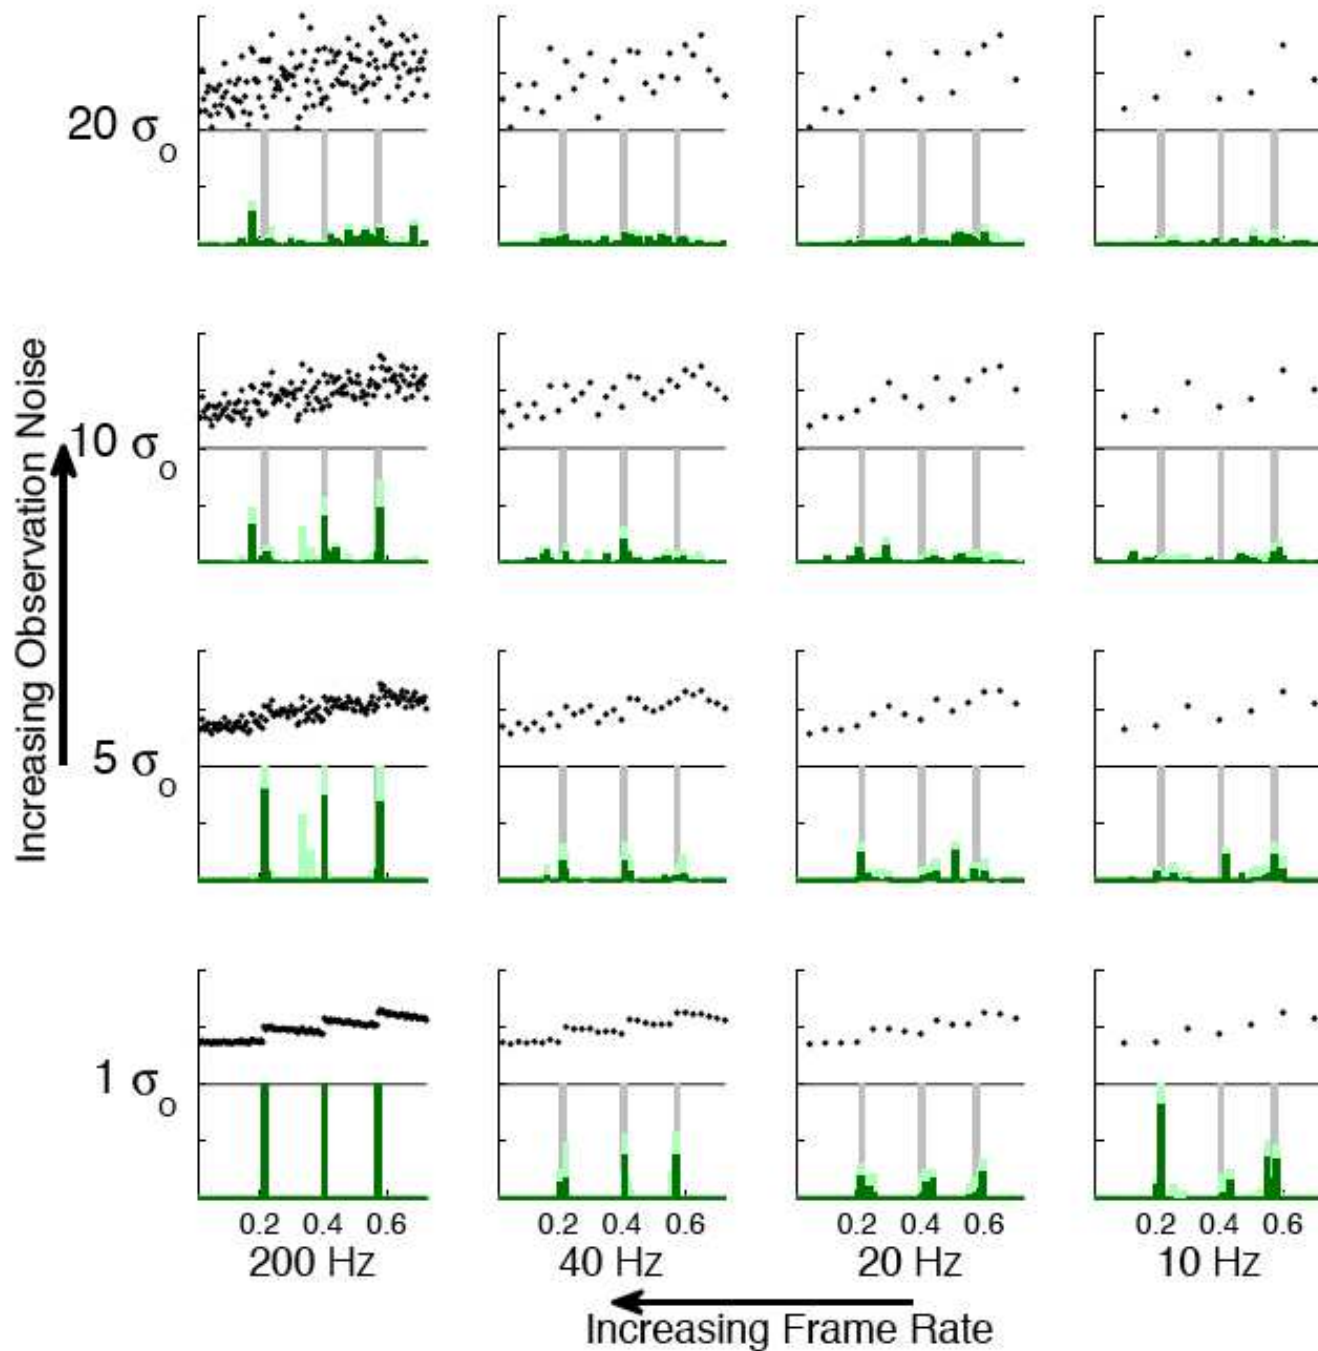 20 σo
10 σo
5 σo
1 σo
Increasing Observation Noise
0.2 0.4 0.6
0.2 0.4 0.6
0.2 0.4 0.6
0.2 0.4 0.6
200 Hz
40 Hz
20 Hz
10 Hz
Increasing Frame Rate